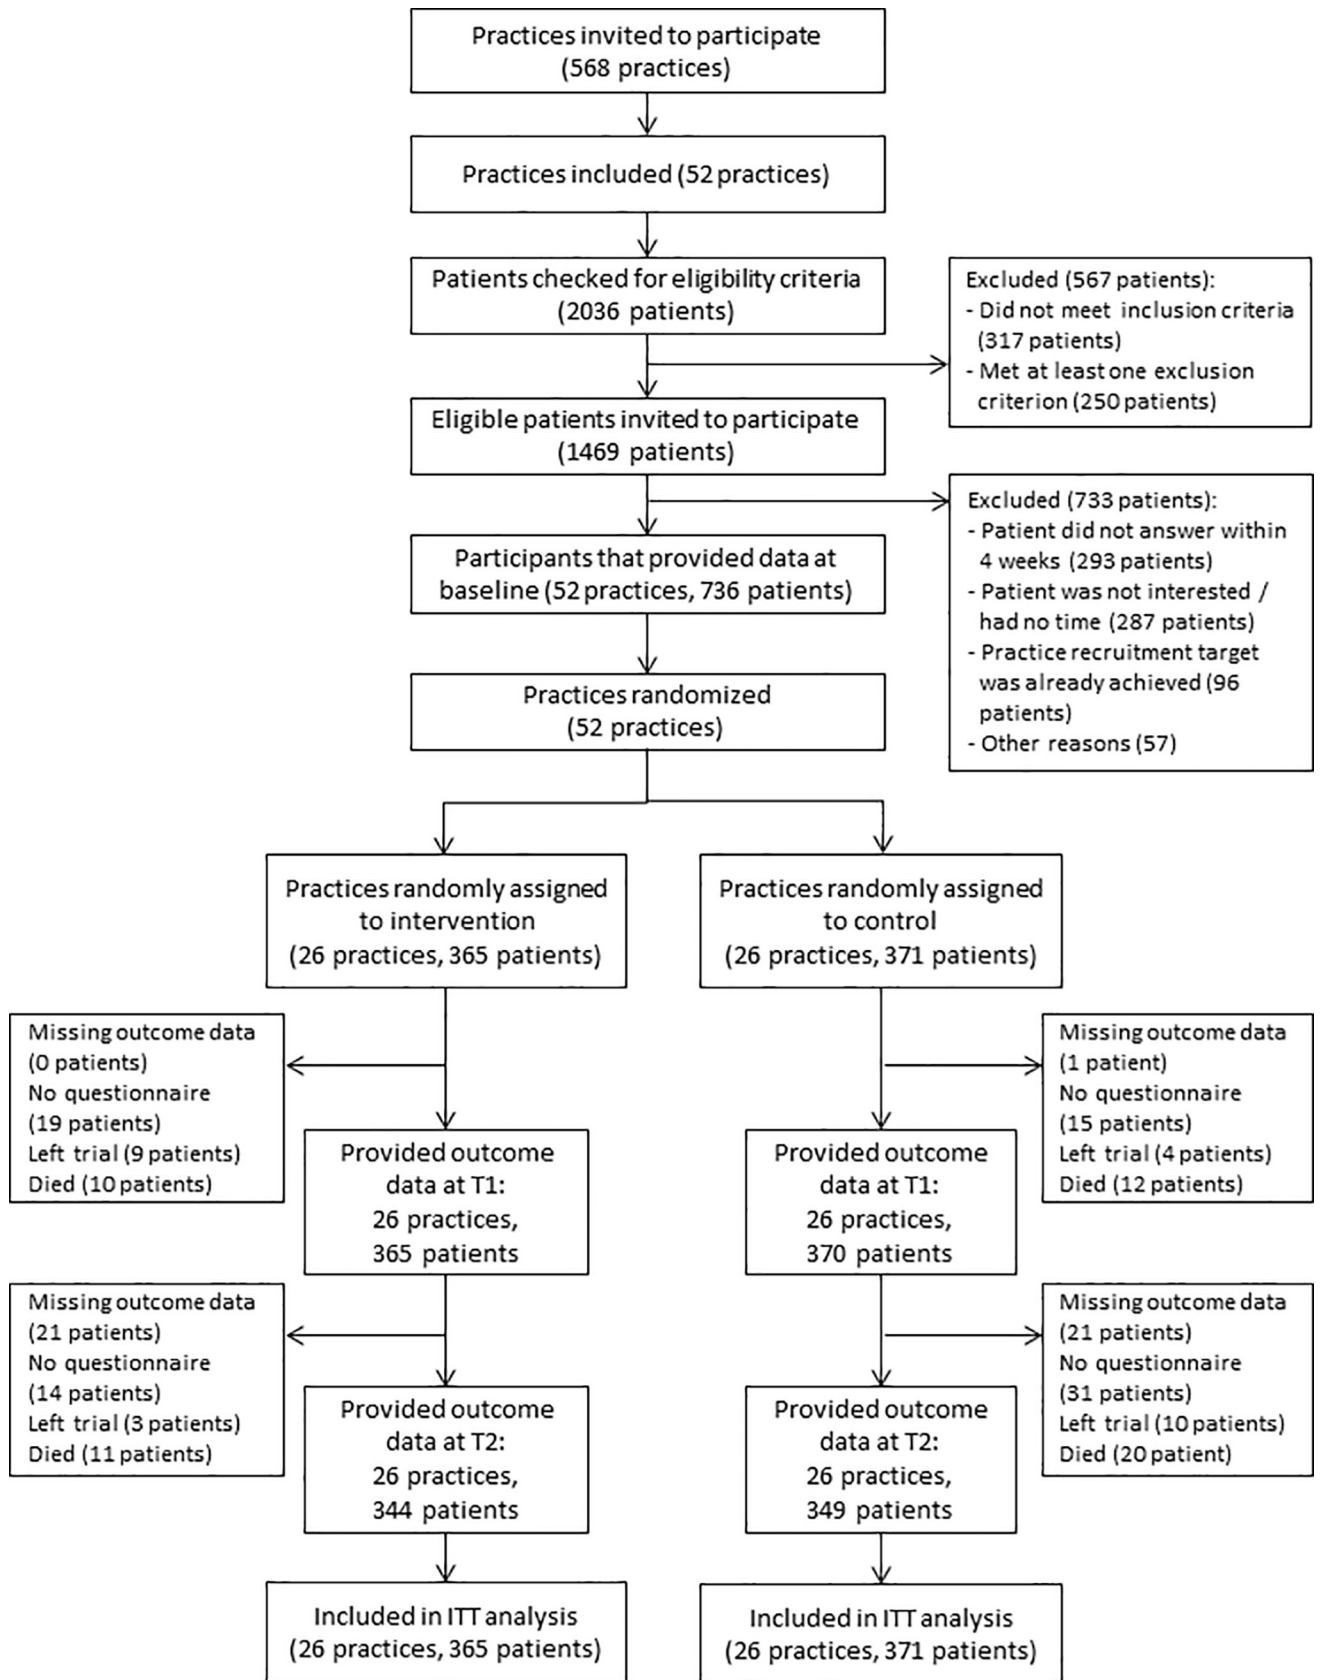 Practices invited to participate
(568 practices)
Practices included (52 practices)
Patients checked for eligibility criteria
(2036 patients)
Excluded (567 patients):
- Did not meet inclusion criteria
(317 patients)
- Met at least one exclusion
criterion (250 patients)
Eligible patients invited to participate
(1469 patients)
Excluded (733 patients):
- Patient did not answer within
4 weeks (293 patients)
- Patient was not interested /
had no time (287 patients)
- Practice recruitment target
was already achieved (96
patients)
- Other reasons (57)
Participants that provided data at
baseline (52 practices, 736 patients)
Practices randomized
(52 practices)
Practices randomly assigned
to intervention
(26 practices, 365 patients)
Practices randomly assigned
to control
(26 practices, 371 patients)
Missing outcome data
(0 patients)
No questionnaire
(19 patients)
Left trial (9 patients)
Died (10 patients)
Missing outcome data
(1 patient)
No questionnaire
(15 patients)
Left trial (4 patients)
Died (12 patients)
Provided outcome
data at T1:
26 practices,
365 patients
Provided outcome
data at T1:
26 practices,
370 patients
Missing outcome data
(21 patients)
No questionnaire
(14 patients)
Left trial (3 patients)
Died (11 patients)
Missing outcome data
(21 patients)
No questionnaire
(31 patients)
Left trial (10 patients)
Died (20 patient)
Provided outcome
data at T2:
26 practices,
344 patients
Provided outcome
data at T2:
26 practices,
349 patients
Included in ITT analysis
(26 practices, 365 patients)
Included in ITT analysis
(26 practices, 371 patients)